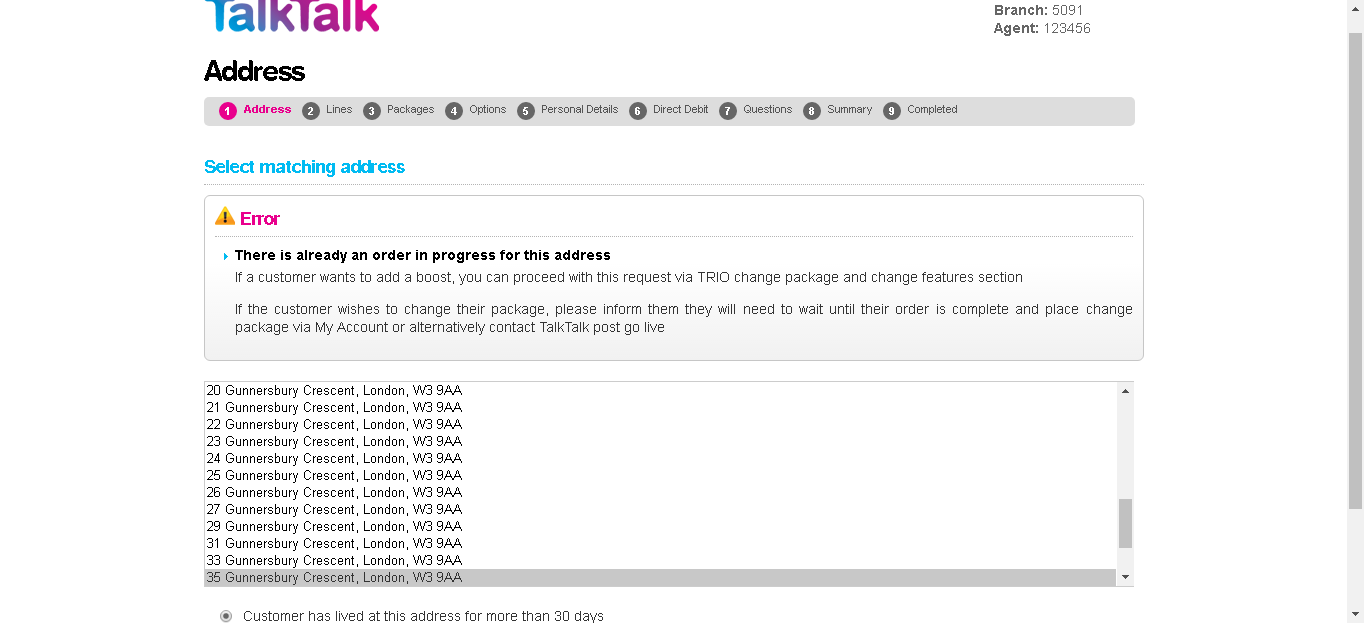 TalkTalk
Branch: 5091
Agent: 123456
Address
1 Address 2 Lines 3 Packages 4 Options 5 Personal Details 6 Direct Debit 7 Questions 8 Summary 9 Completed
Select matching address
Error
There is already an order in progress for this address
If a customer wants to add a boost, you can proceed with this request via TRIO change package and change features section
If the customer wishes to change their package, please inform them they will need to wait until their order is complete and place change
package via My Account or alternatively contact TalkTalk post go live
20 Gunnersbury Crescent, London, W3 9AA
21 Gunnersbury Crescent, London, W3 9AA
22 Gunnersbury Crescent, London, W3 9AA
23 Gunnersbury Crescent, London, W3 9AA
24 Gunnersbury Crescent, London, W3 9AA
25 Gunnersbury Crescent, London, W3 9AA
26 Gunnersbury Crescent, London, W3 9AA
27 Gunnersbury Crescent, London, W3 9AA
29 Gunnersbury Crescent, London, W3 9AA
31 Gunnersbury Crescent, London, W3 9AA
33 Gunnersbury Crescent, London, W3 9AA
35 Gunnersbury Crescent, London, W3 9AA
Customer has lived at this address for more than 30 days